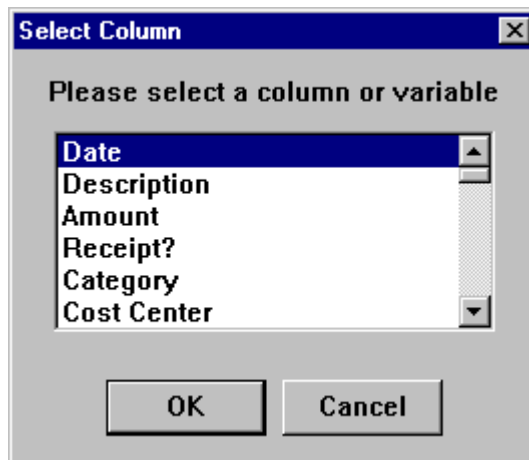 Select Column
Please select a column or variable
Date
Description
Amount
Receipt?
Category
Cost Center
OK
Cancel